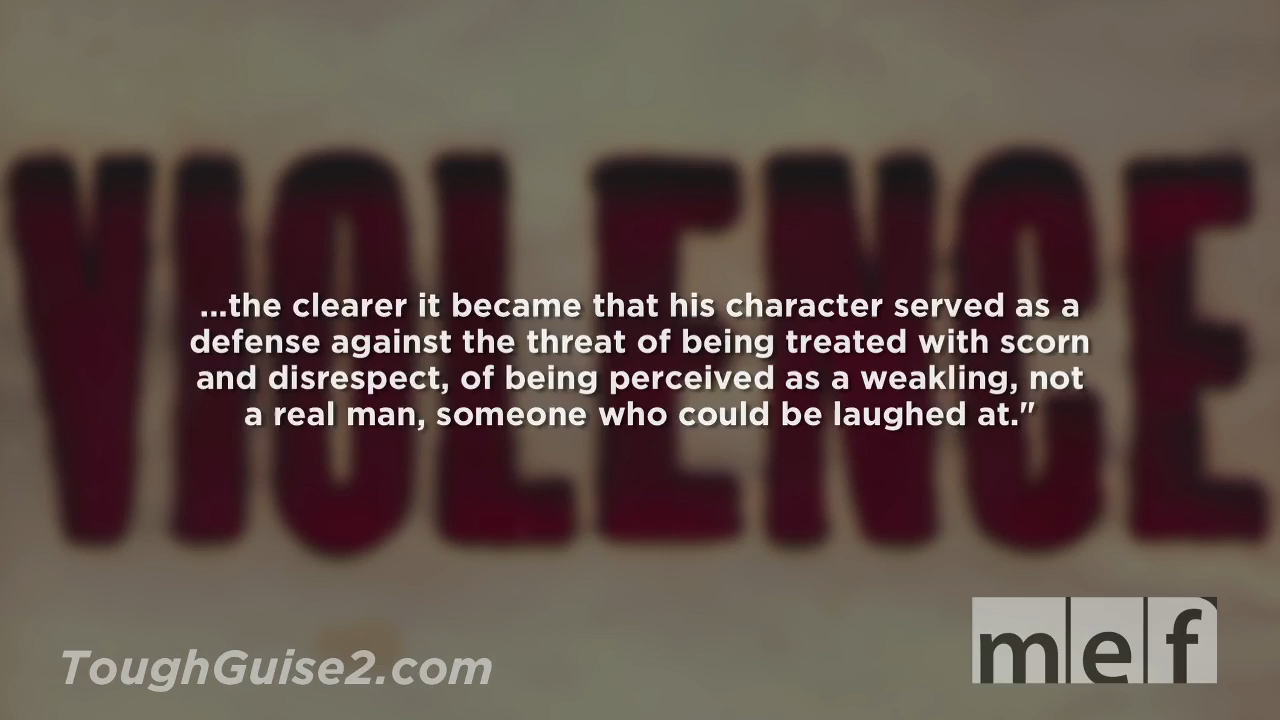 VIOLENCE
...the clearer it became that his character served as a
defense against the threat of being treated with scorn
and disrespect, of being perceived as a weakling, not
a real man, someone who could be laughed at."
ToughGuise2.com
mef